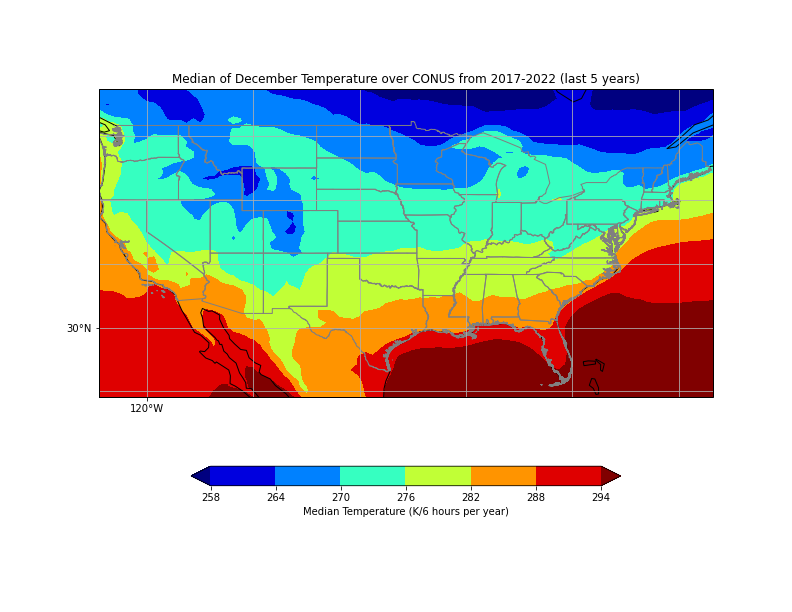 Median of December Temperature over CONUS from 2017-2022 (last 5 years)
30°N
120°W
258 264 270 276 282 288 294
Median Temperature (K/6 hours per year)